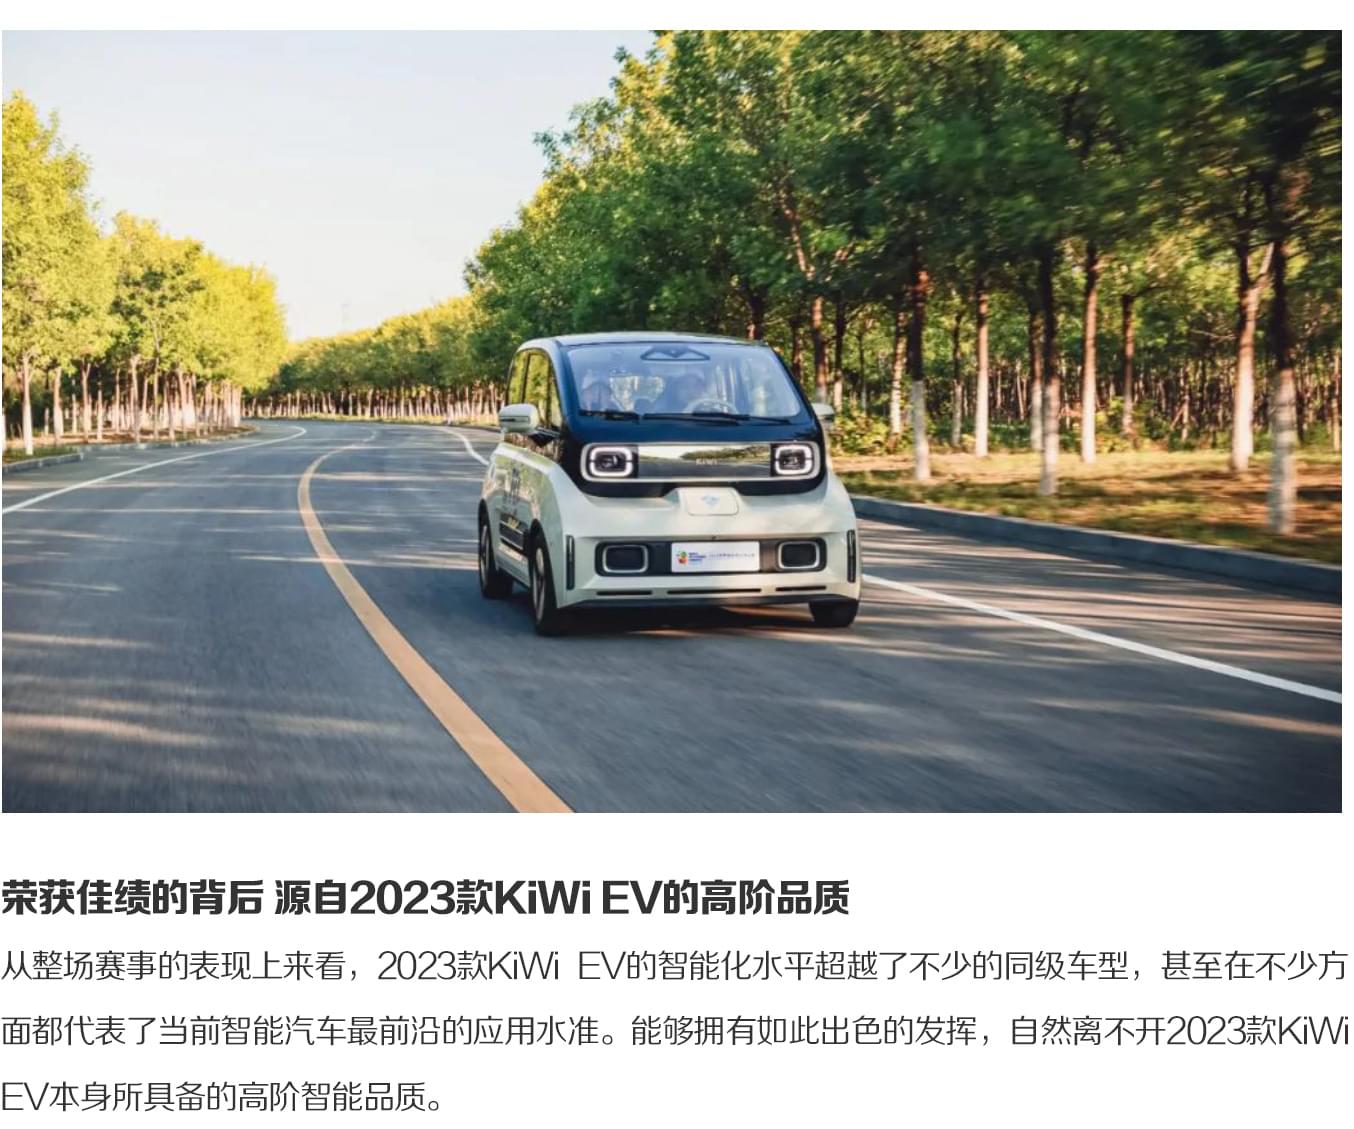 KiWi
荣获佳绩的背后 源自2023款KiWi EV的高阶品质
从整场赛事的表现上来看，2023款KiWi EV的智能化水平超越了不少的同级车型，甚至在不少方
面都代表了当前智能汽车最前沿的应用水准。能够拥有如此出色的发挥，自然离不开2023款KiWi
EV本身所具备的高阶智能品质。